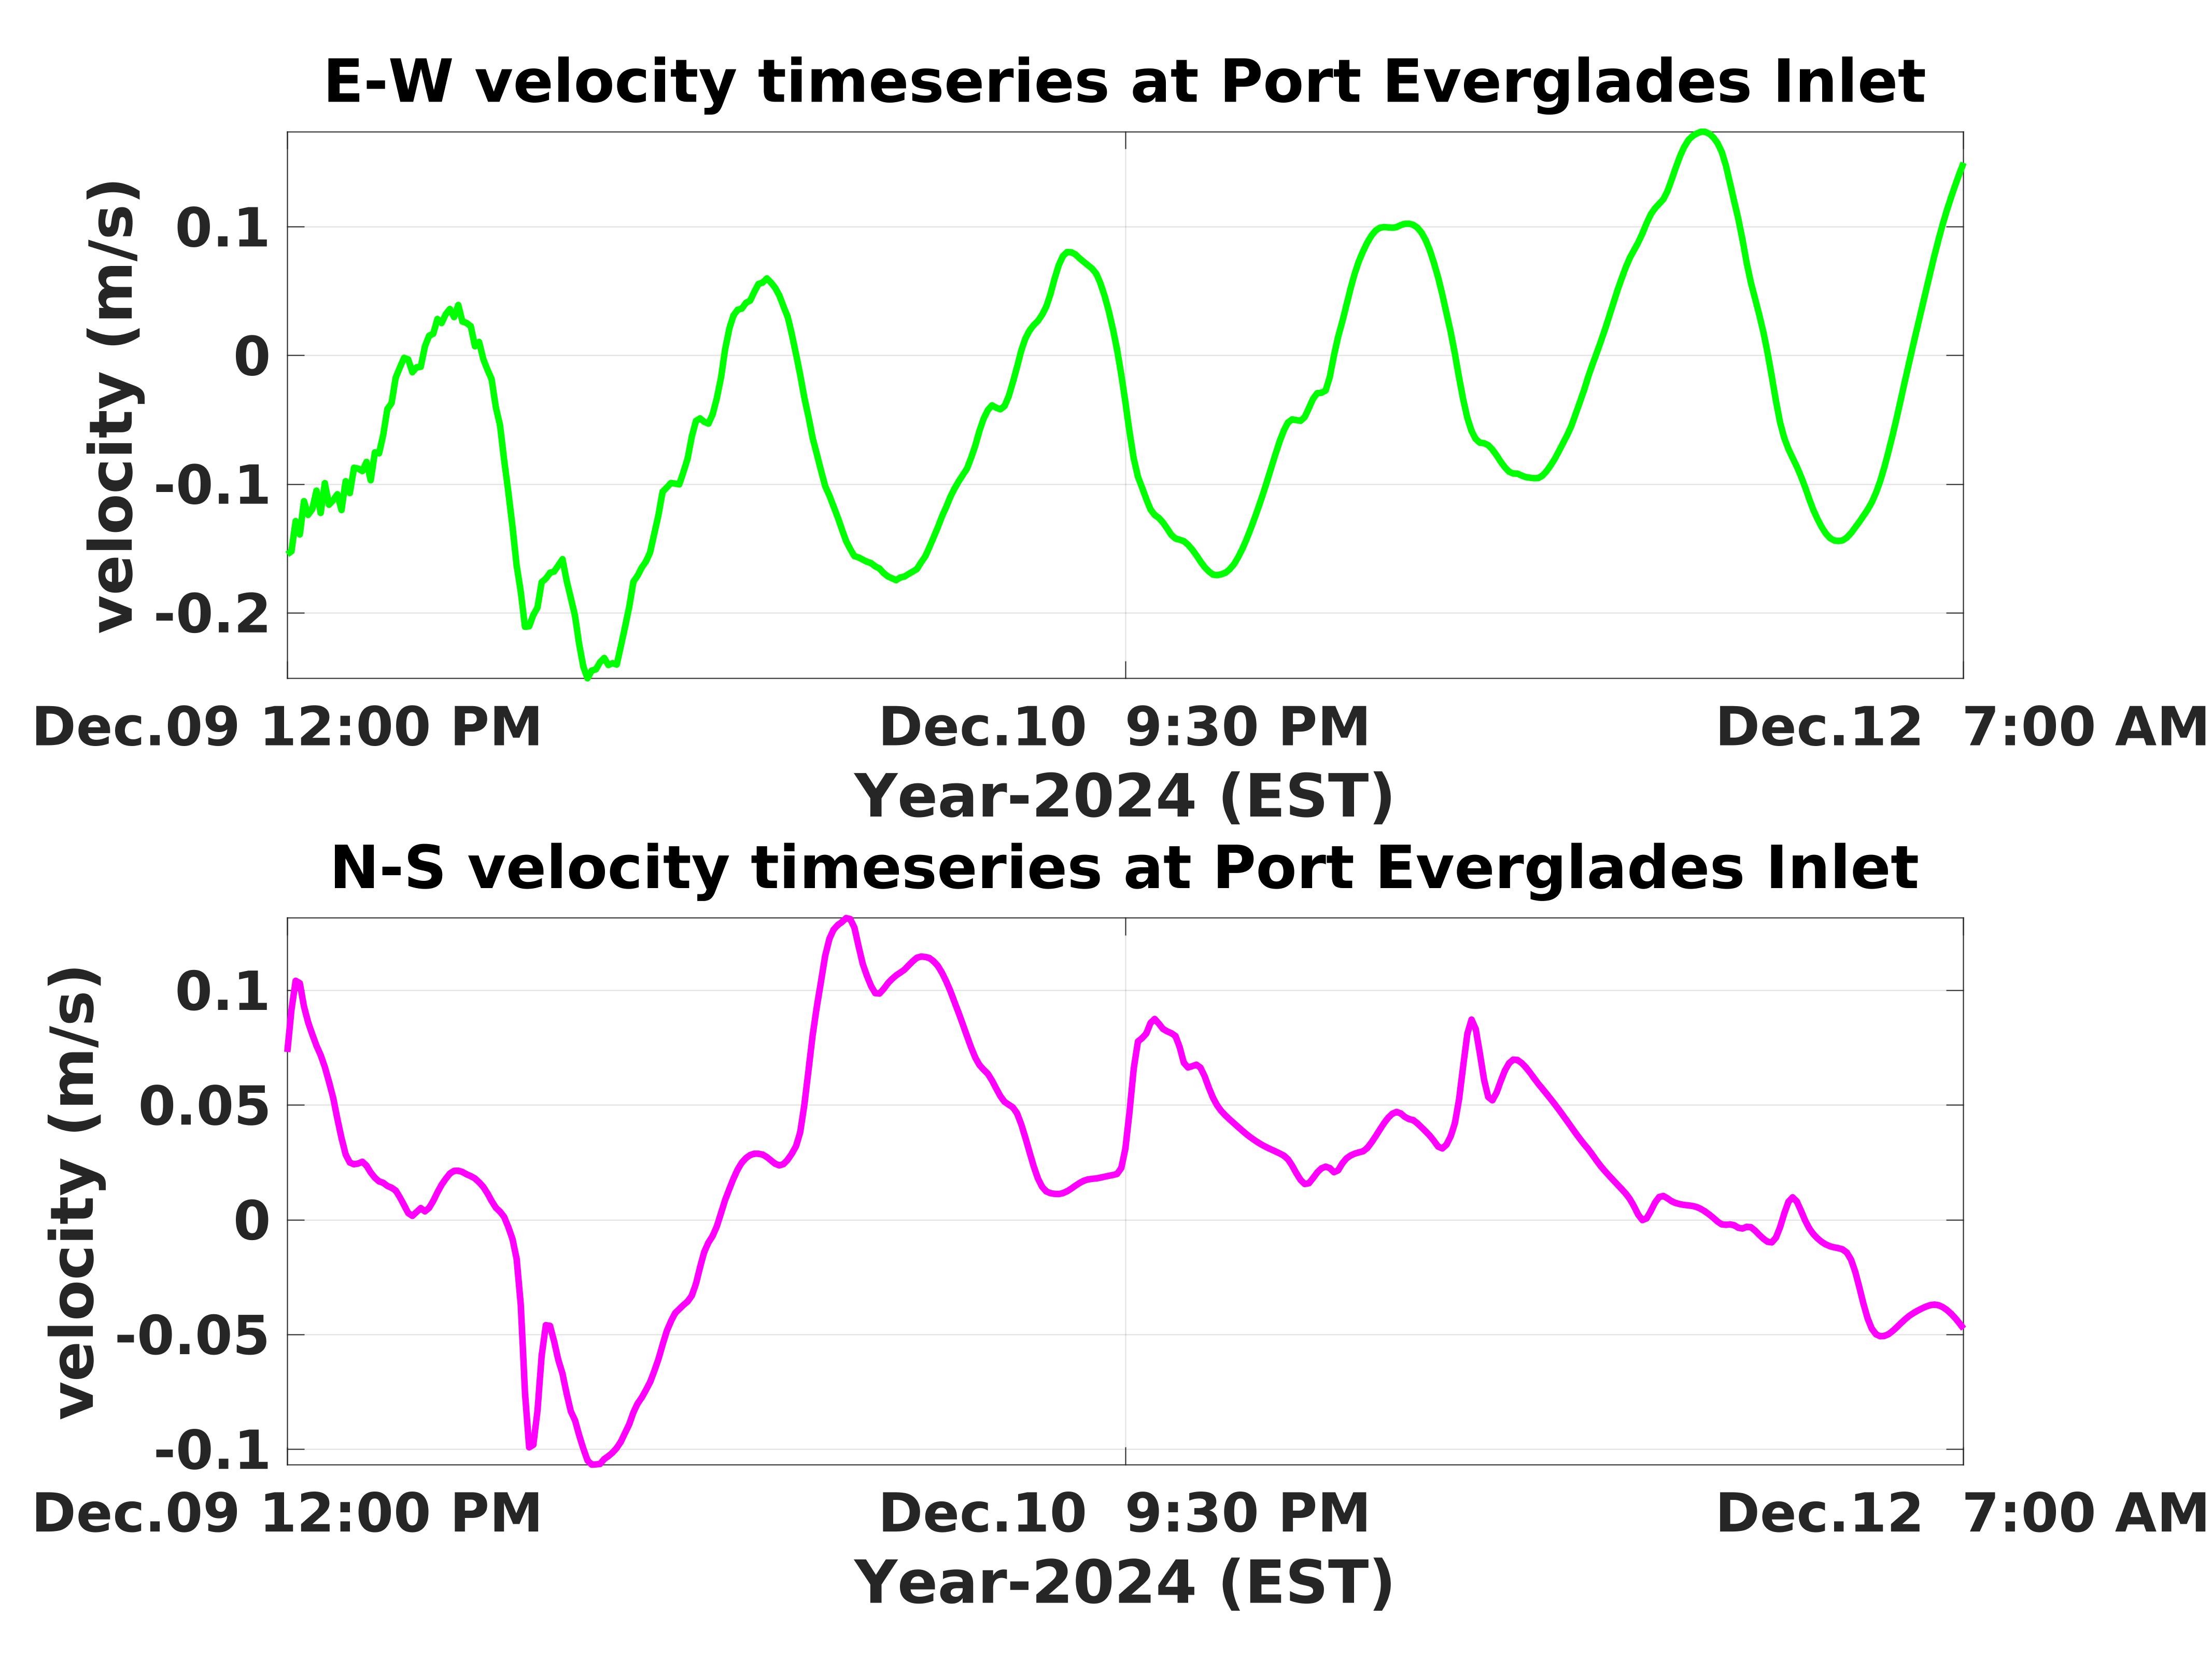 E-W velocity timeseries at Port Everglades Inlet
velocity (m/s)
0.1
0
-0.1
-0.2
Dec.09 12:00 PM Dec.10  9:30 PM Dec.12  7:00 AM
Year-2024 (EST)
N-S velocity timeseries at Port Everglades Inlet
velocity (m/s)
0.1
0.05
0
-0.05
-0.1
Dec.09 12:00 PM Dec.10  9:30 PM Dec.12  7:00 AM
Year-2024 (EST)